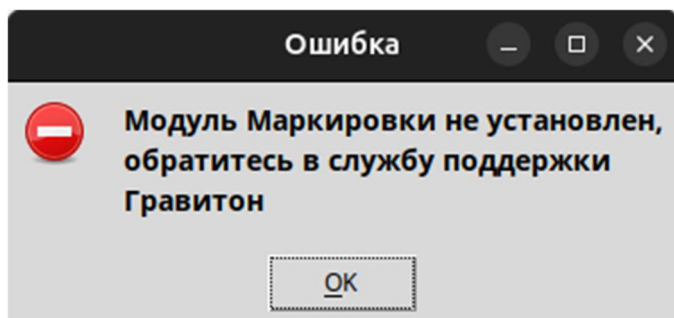 Ошибка
Модуль Маркировки не установлен,
обратитесь в службу поддержки
Гравитон
OK